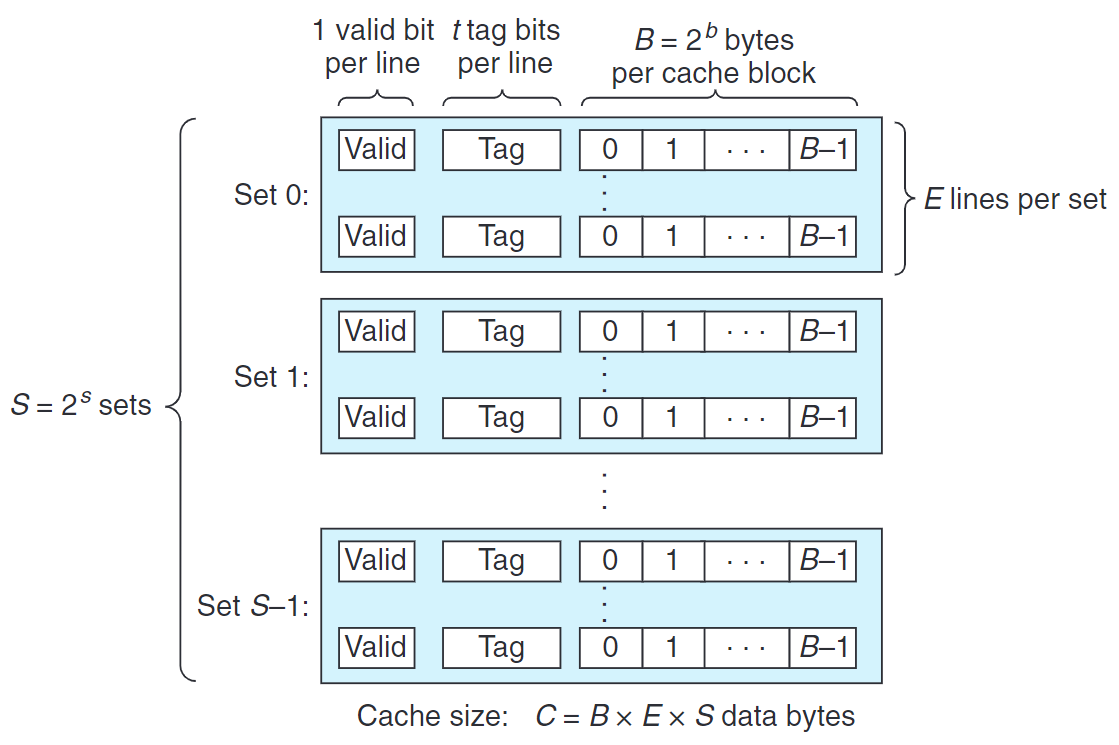 1 valid bit per line
t tag bits per line
B = 2^b bytes per cache block
Valid Tag 0 1 · · · B–1
Set 0:
Valid Tag 0 1 · · · B–1
E lines per set
Valid Tag 0 1 · · · B–1
Set 1:
Valid Tag 0 1 · · · B–1
S = 2^s sets
Valid Tag 0 1 · · · B–1
Set S–1:
Valid Tag 0 1 · · · B–1
Cache size: C = B × E × S data bytes